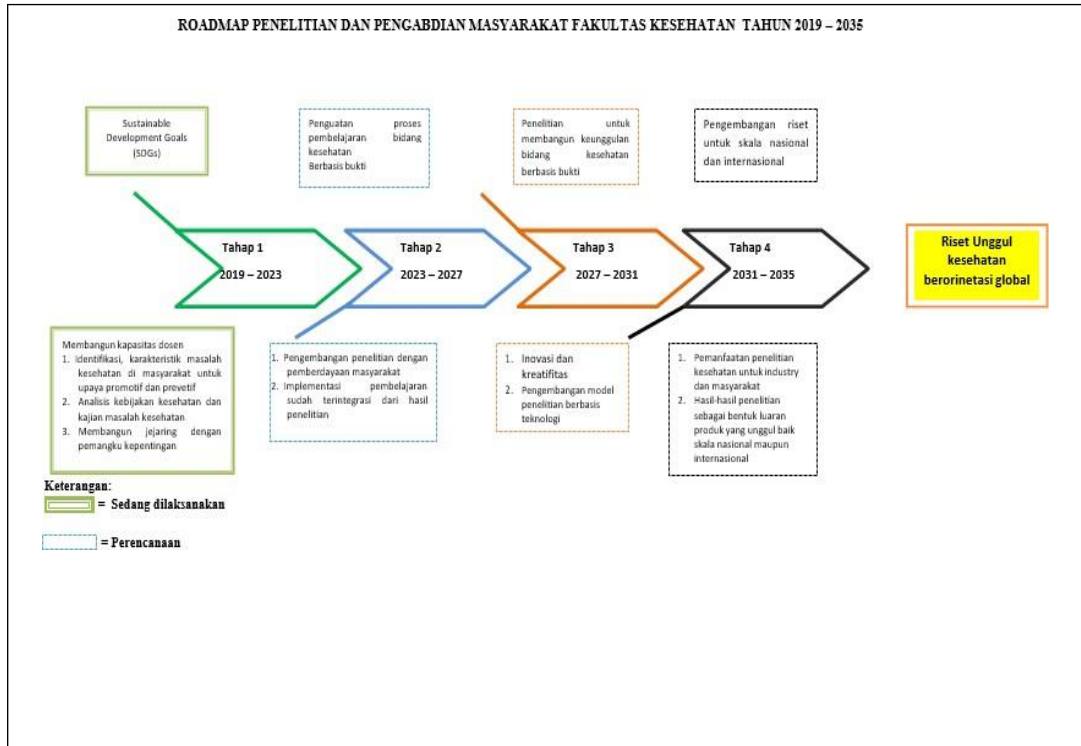 ROADMAP PENELITIAN DAN PENGABDIAN MASYARAKAT FAKULTAS KESEHATAN TAHUN 2019 – 2035
Sustainable
Development Goals
(SDGs)
Penguatan proses
pembelajaran bidang
kesehatan
Berbasis bukti
Penelitian untuk
membangun keunggulan
bidang kesehatan
berbasis bukti
Pengembangan riset
untuk skala nasional
dan internasional
Tahap 1
2019 – 2023
Tahap 2
2023 – 2027
Tahap 3
2027 – 2031
Tahap 4
2031 – 2035
Riset Unggul
kesehatan
berorinetasi global
Membangun kapasitas dosen
1. Identifikasi, karakteristik masalah
kesehatan di masyarakat untuk
upaya promotif dan prevetif
2. Analisis kebijakan kesehatan dan
kajian masalah kesehatan
3. Membangun jejaring dengan
pemangku kepentingan
1. Pengembangan penelitian dengan
pemberdayaan masyarakat
2. Implementasi pembelajaran
sudah terintegrasi dari hasil
penelitian
1. Inovasi dan
kreatifitas
2. Pengembangan model
penelitian berbasis
teknologi
1. Pemanfaatan penelitian
kesehatan untuk industry
dan masyarakat
2. Hasil-hasil penelitian
sebagai bentuk luaran
produk yang unggul baik
skala nasional maupun
internasional
Keterangan:
= Sedang dilaksanakan
= Perencanaan